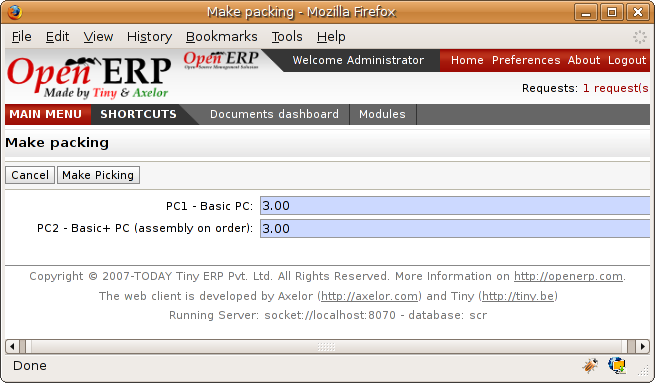 Make packing - Mozilla Firefox
File Edit View History Bookmarks Tools Help
Open ERP
Made by Tiny & Axelor
Open ERP
Open Source Management Software
Welcome Administrator
Home Preferences About Logout
Requests: 1 request(s
MAIN MENU SHORTCUTS Documents dashboard Modules
Make packing
Cancel Make Picking
PC1 - Basic PC: 3.00
PC2 - Basic+ PC (assembly on order): 3.00
Copyright © 2007-TODAY Tiny ERP Pvt. Ltd. All Rights Reserved. More Information on http://openerp.com.
The web client is developed by Axelor (http://axelor.com) and Tiny (http://tiny.be)
Running Server: socket://localhost:8070 - database: scr
Done